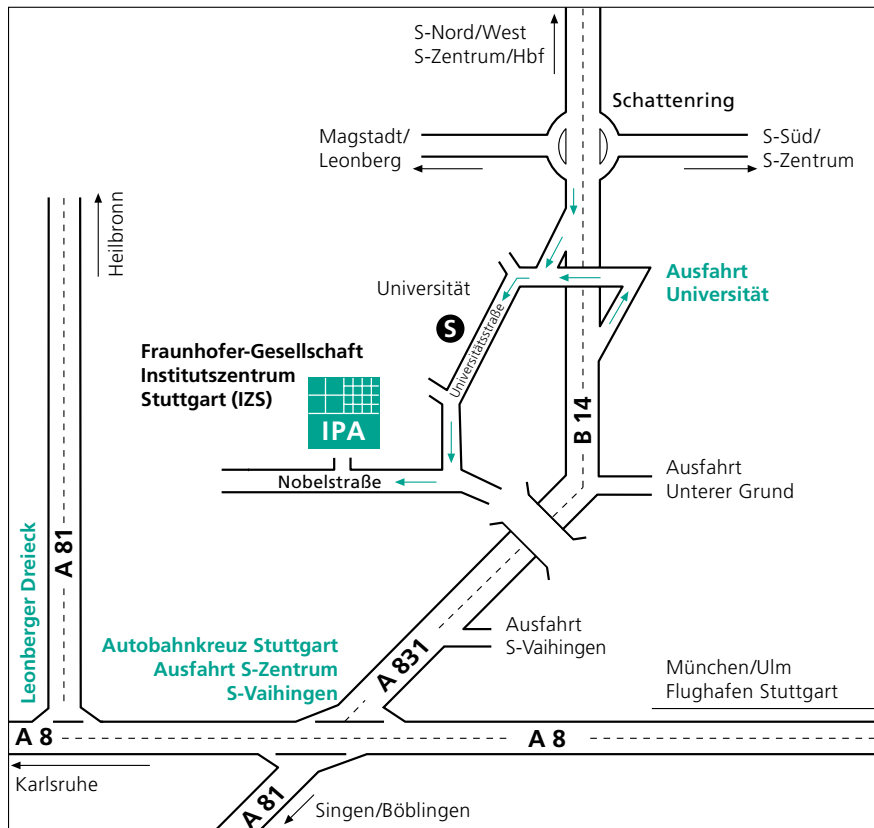 S-Nord/West
S-Zentrum/Hbf
Schattenring
Magstadt/
Leonberg
S-Süd/
S-Zentrum
Heilbronn
Universität
Ausfahrt
Universität
S
Universitätsstraße
Fraunhofer-Gesellschaft
Institutszentrum
Stuttgart (IZS)
IPA
B 14
Nobelstraße
Ausfahrt
Unterer Grund
A 81
Leonberger Dreieck
Autobahnkreuz Stuttgart
Ausfahrt S-Zentrum
S-Vaihingen
A 831
Ausfahrt
S-Vaihingen
München/Ulm
Flughafen Stuttgart
A 8
A 8
Karlsruhe
A 81
Singen/Böblingen